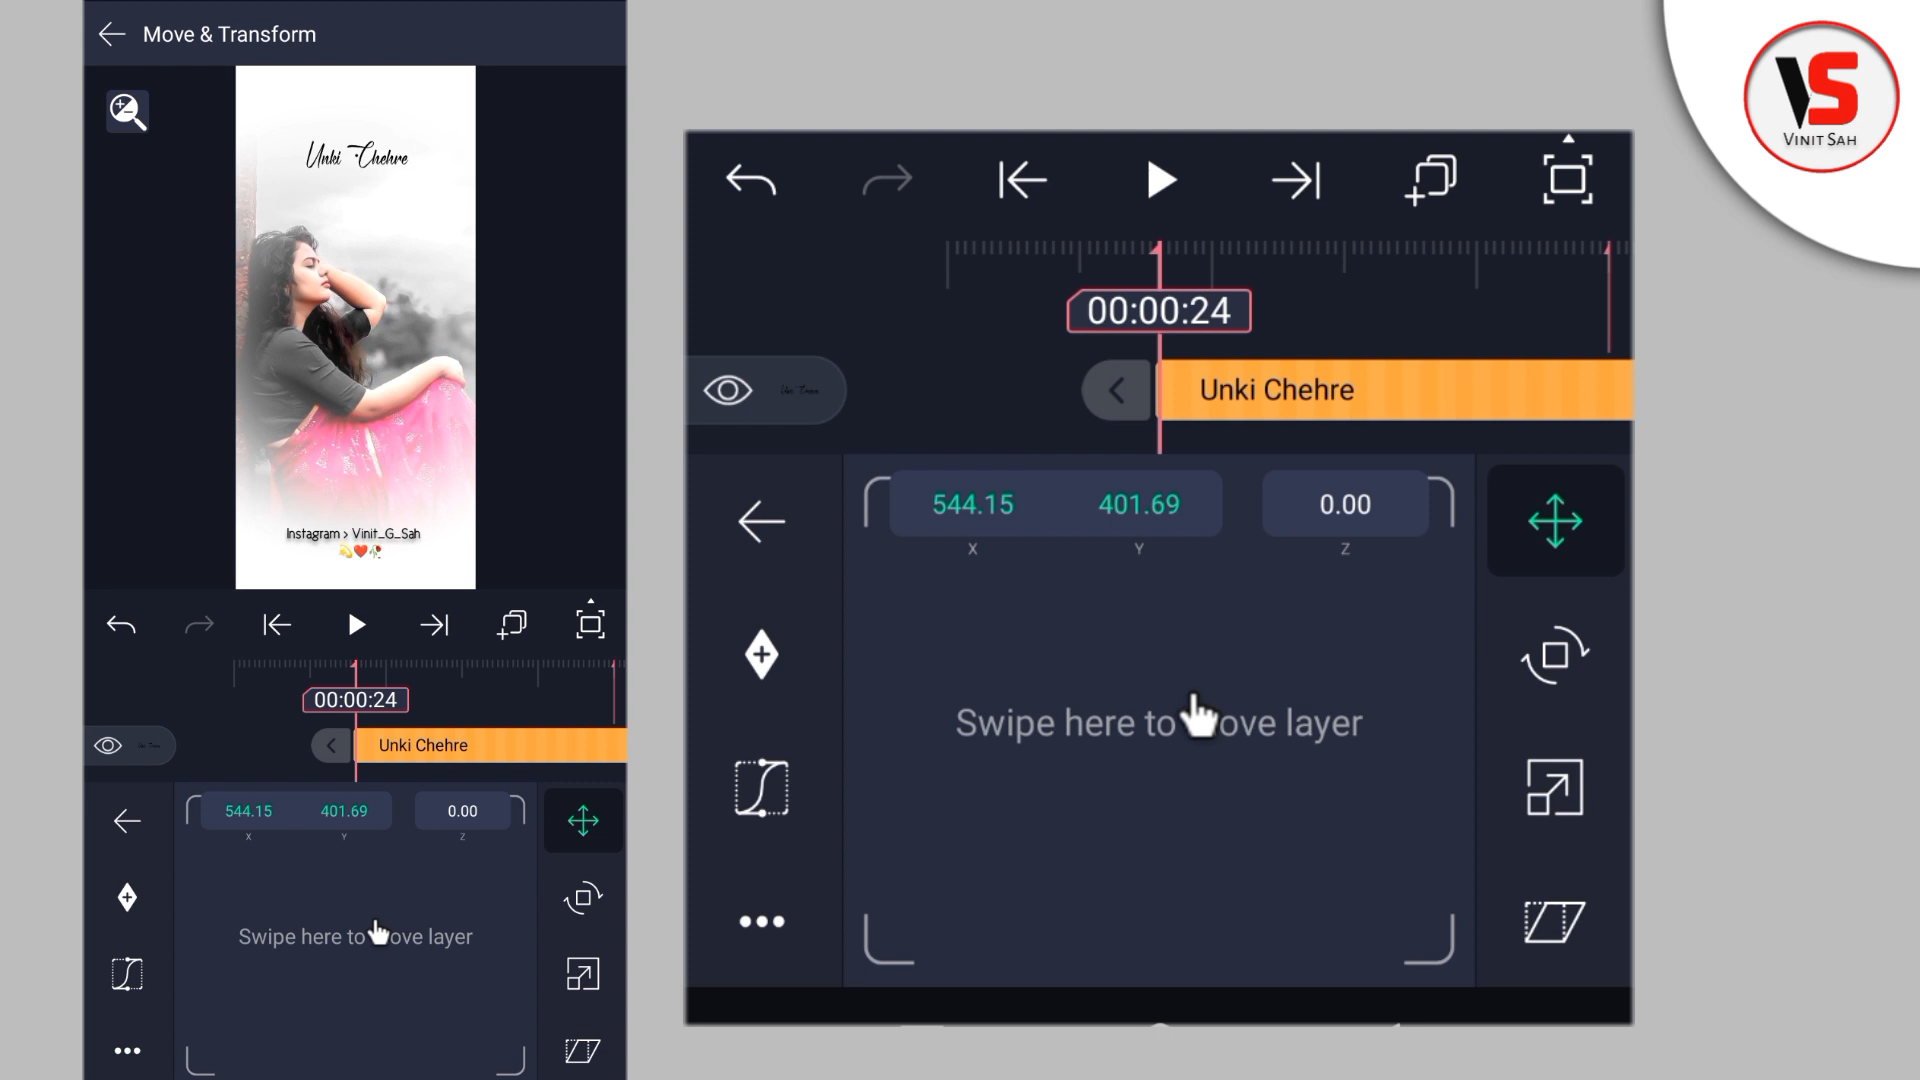 Move & Transform
Unki Chehre
Instagram > Vinit_G_Sah
00:00:24
Unki Chehre
544.15 401.69 0.00
X Y Z
Swipe here to ove layer
00:00:24
Unki Chehre
544.15 401.69 0.00
X Y Z
Swipe here to ove layer
VS
VINIT SAH